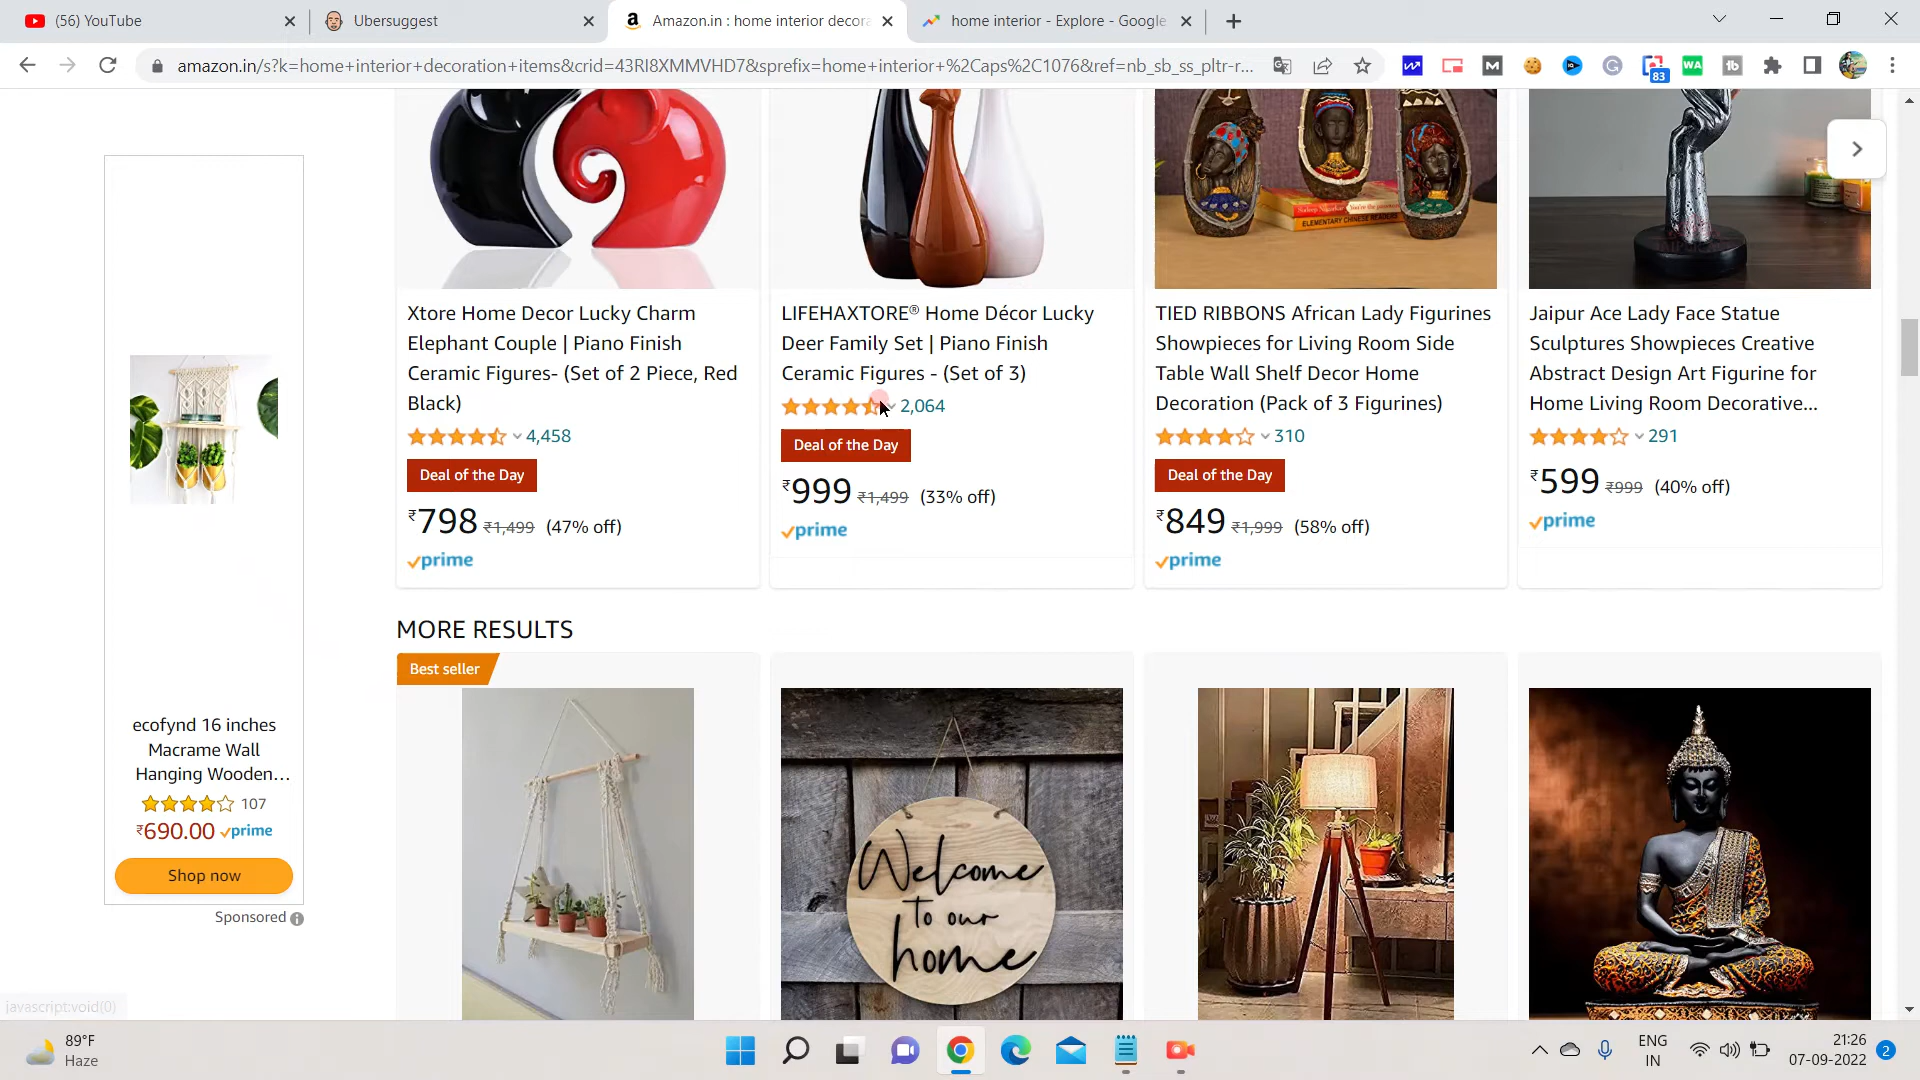 (56) YouTube
Ubersuggest
Amazon.in : home interior decora
home interior - Explore - Google
amazon.in/s?k=home+interior+decoration+items&crid=43RI8XMMVHD7&sprefix=home+interior+%2Caps%2C1076&ref=nb_sb_ss_pltr-r...
83
WA
ELEMENTARY CHINESE READERS
Xtore Home Decor Lucky Charm
Elephant Couple | Piano Finish
Ceramic Figures- (Set of 2 Piece, Red
Black)
4,458
Deal of the Day
₹798 ₹1,499 (47% off)
prime
LIFEHAXTORE® Home Décor Lucky
Deer Family Set | Piano Finish
Ceramic Figures - (Set of 3)
2,064
Deal of the Day
₹999 ₹1,499 (33% off)
prime
TIED RIBBONS African Lady Figurines
Showpieces for Living Room Side
Table Wall Shelf Decor Home
Decoration (Pack of 3 Figurines)
310
Deal of the Day
₹849 ₹1,999 (58% off)
prime
Jaipur Ace Lady Face Statue
Sculptures Showpieces Creative
Abstract Design Art Figurine for
Home Living Room Decorative...
291
₹599 ₹999 (40% off)
prime
ecofynd 16 inches
Macrame Wall
Hanging Wooden...
107
₹690.00 prime
Shop now
Sponsored
MORE RESULTS
Best seller
Welcome
to our
home
javascript:void(0)
89°F
Haze
ENG
IN
21:26
07-09-2022
2